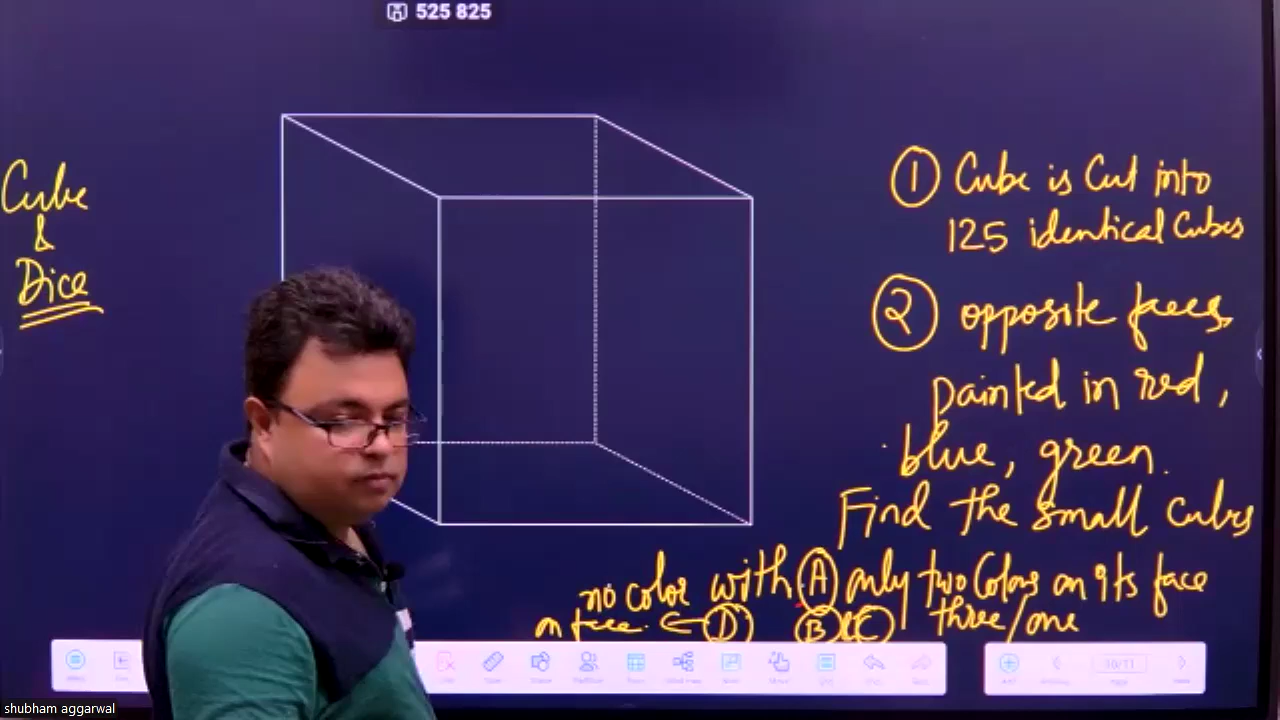 525 825
Cube
&
Dice
① Cube is Cut into
125 identical Cubes
② opposite faces
painted in red,
blue, green.
Find the small cubes
with Ⓐ only two Colors on its face
Ⓑ & Ⓒ three/one
no color
on face. Ⓓ
10/11
shubham aggarwal